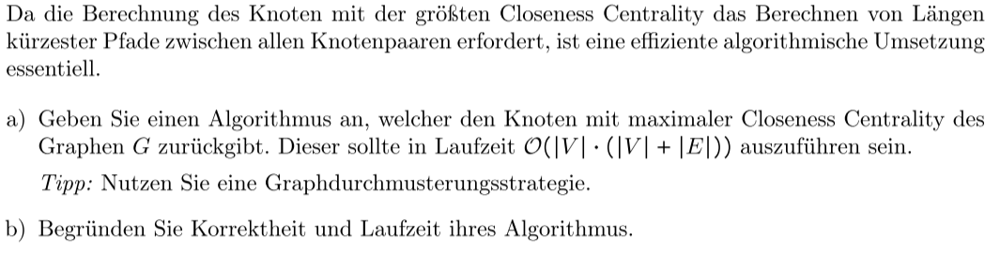 Da die Berechnung des Knoten mit der größten Closeness Centrality das Berechnen von Längen
kürzester Pfade zwischen allen Knotenpaaren erfordert, ist eine effiziente algorithmische Umsetzung
essentiell.
a) Geben Sie einen Algorithmus an, welcher den Knoten mit maximaler Closeness Centrality des
Graphen G zurückgibt. Dieser sollte in Laufzeit 𝒪(|V| · (|V| + |E|)) auszuführen sein.
Tipp: Nutzen Sie eine Graphdurchmusterungsstrategie.
b) Begründen Sie Korrektheit und Laufzeit ihres Algorithmus.